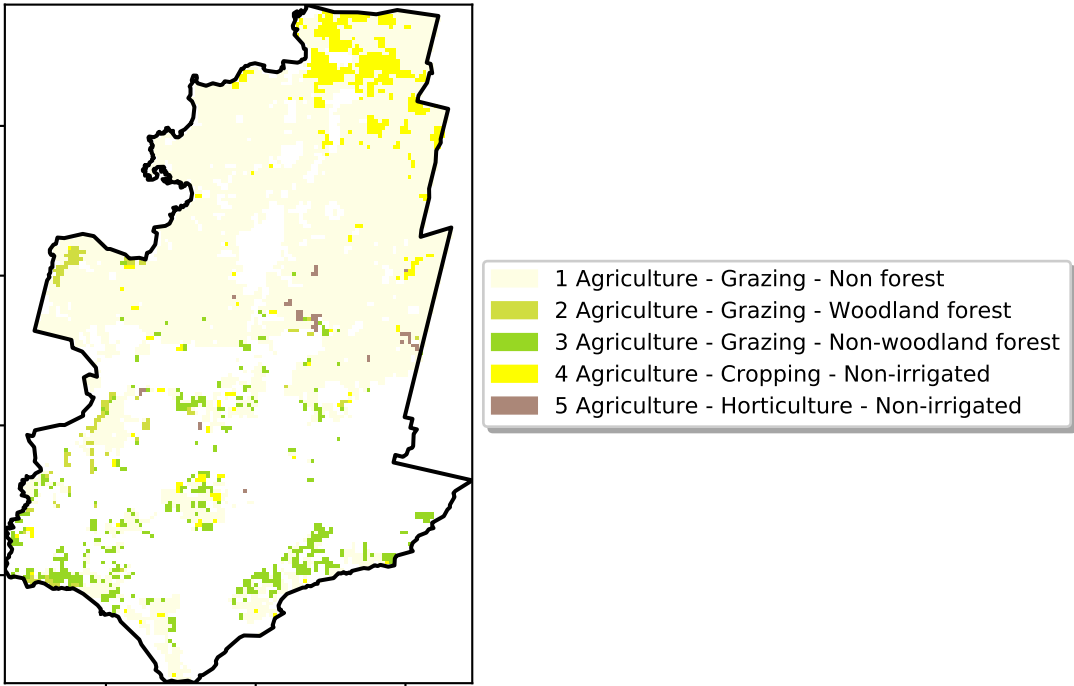 1 Agriculture - Grazing - Non forest
2 Agriculture - Grazing - Woodland forest
3 Agriculture - Grazing - Non-woodland forest
4 Agriculture - Cropping - Non-irrigated
5 Agriculture - Horticulture - Non-irrigated